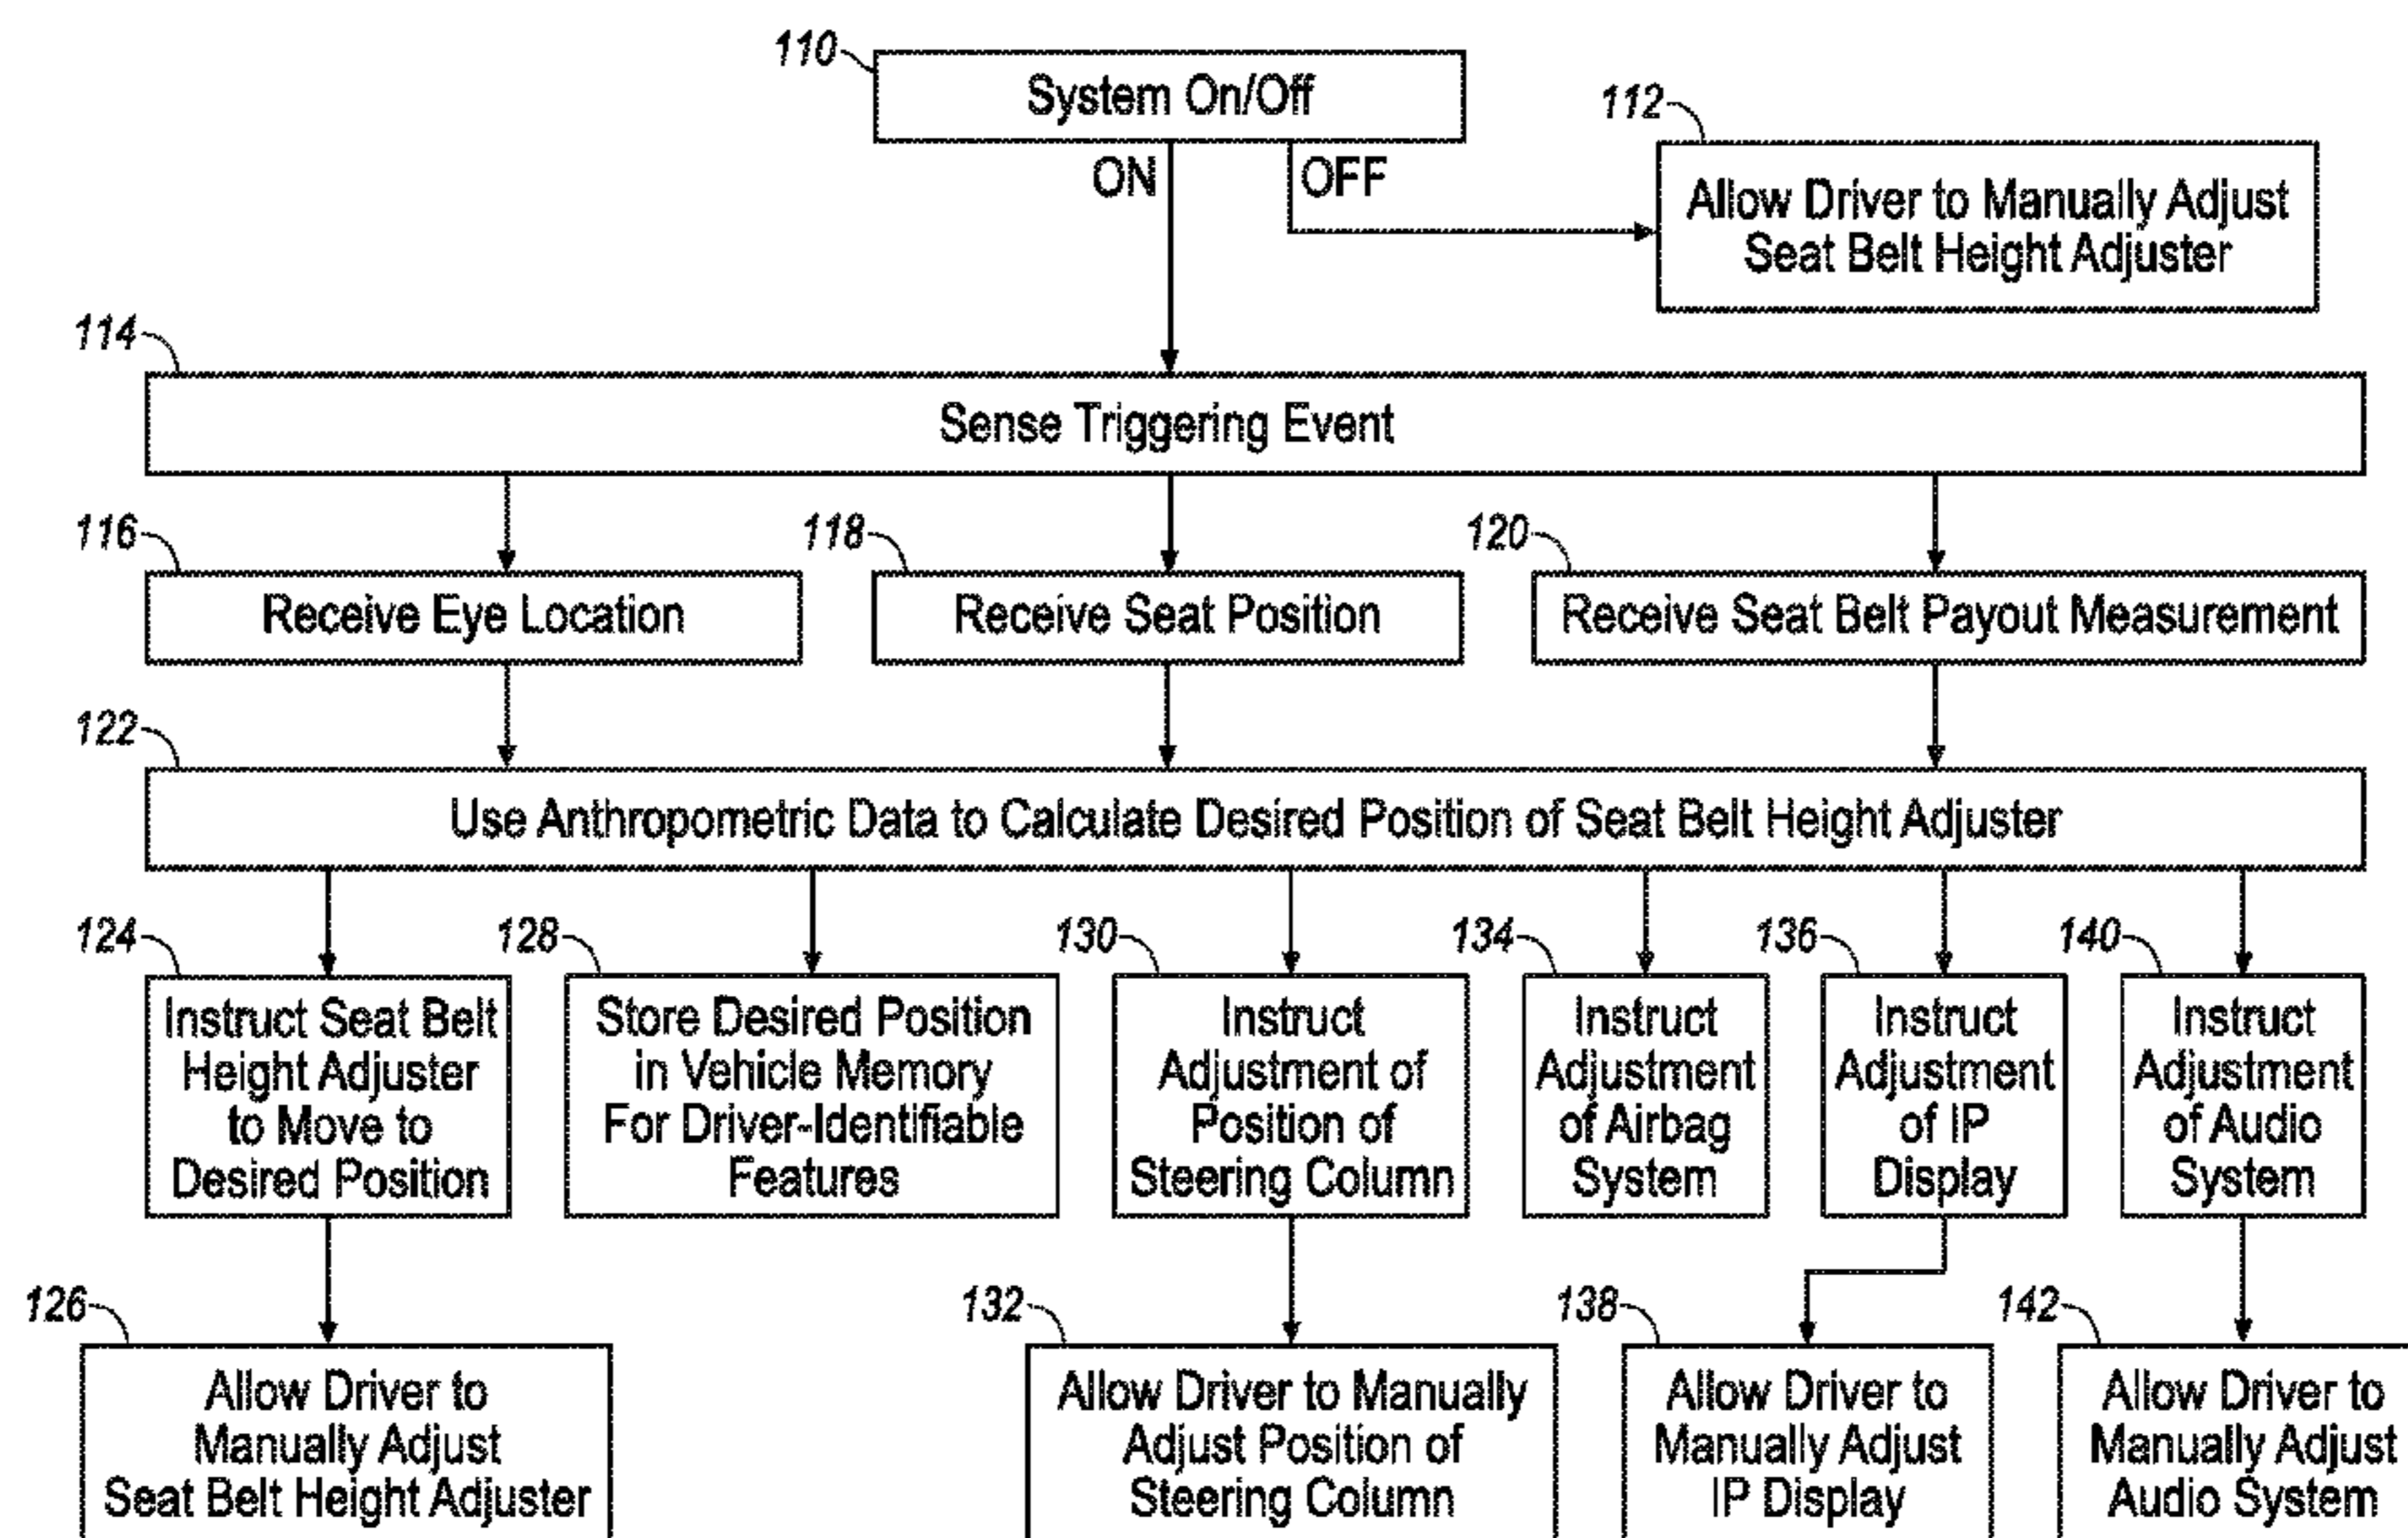 110
System On/Off
ON
OFF
112
Allow Driver to Manually Adjust
Seat Belt Height Adjuster
114
Sense Triggering Event
116
Receive Eye Location
118
Receive Seat Position
120
Receive Seat Belt Payout Measurement
122
Use Anthropometric Data to Calculate Desired Position of Seat Belt Height Adjuster
124
Instruct Seat Belt
Height Adjuster
to Move to
Desired Position
128
Store Desired Position
in Vehicle Memory
For Driver-Identifiable
Features
130
Instruct
Adjustment of
Position of
Steering Column
134
Instruct
Adjustment
of Airbag
System
136
Instruct
Adjustment
of IP
Display
140
Instruct
Adjustment
of Audio
System
126
Allow Driver to
Manually Adjust
Seat Belt Height Adjuster
132
Allow Driver to Manually
Adjust Position of
Steering Column
138
Allow Driver to
Manually Adjust
IP Display
142
Allow Driver to
Manually Adjust
Audio System